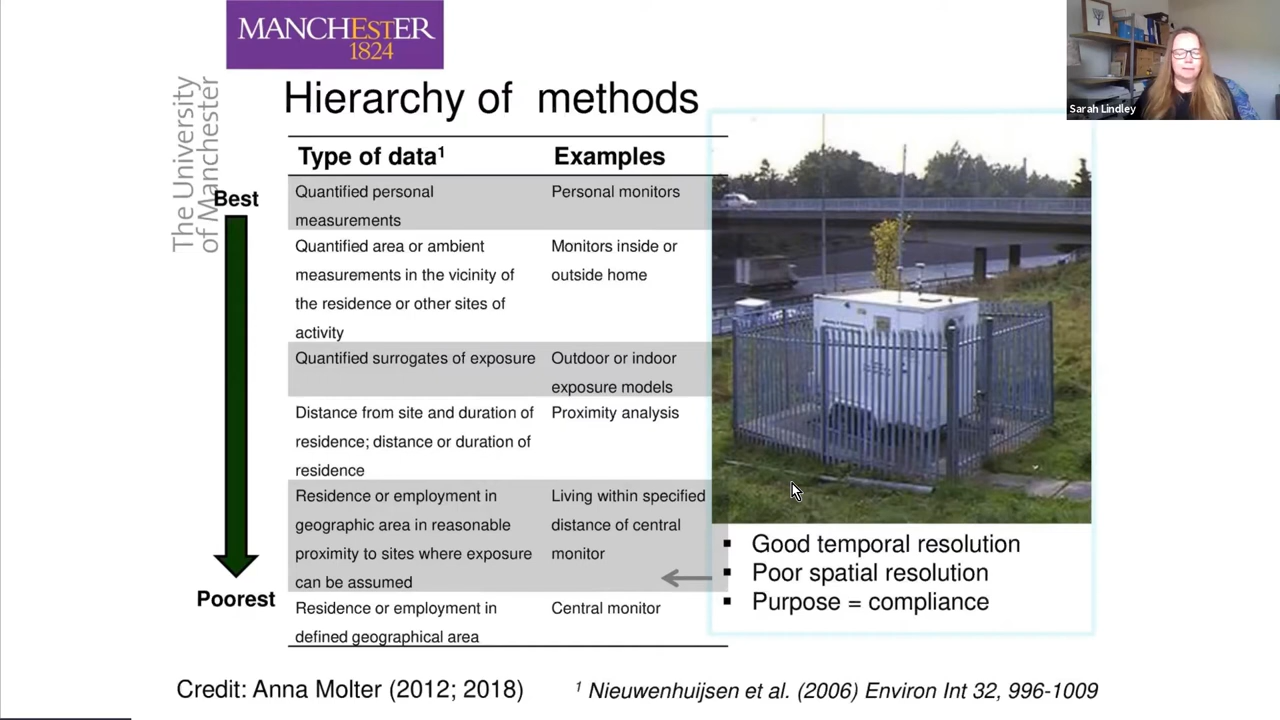 MANCHESTER
1824
The University
of Manchester
Sarah Lindley
Hierarchy of methods
Type of data¹ Examples
Best
Quantified personal Personal monitors
measurements
Quantified area or ambient Monitors inside or
measurements in the vicinity of outside home
the residence or other sites of
activity
Quantified surrogates of exposure Outdoor or indoor
exposure models
Distance from site and duration of Proximity analysis
residence; distance or duration of
residence
Residence or employment in Living within specified
geographic area in reasonable distance of central
proximity to sites where exposure monitor
can be assumed
Poorest
Residence or employment in Central monitor
defined geographical area
▪ Good temporal resolution
▪ Poor spatial resolution
▪ Purpose = compliance
Credit: Anna Molter (2012; 2018)
¹ Nieuwenhuijsen et al. (2006) Environ Int 32, 996-1009